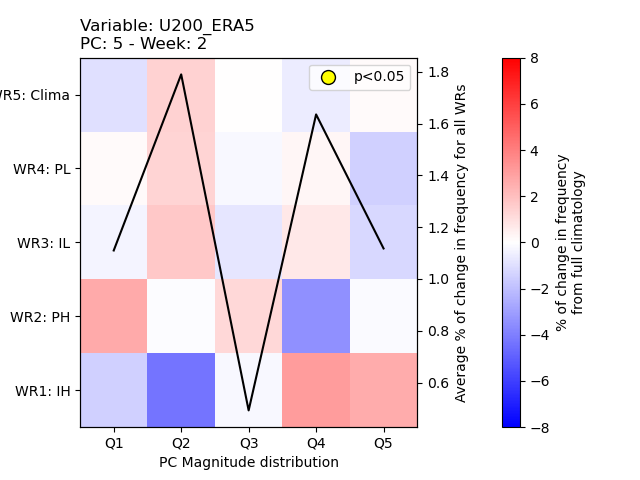 Variable: U200_ERA5
PC: 5 - Week: 2
p<0.05
WR5: Clima
WR4: PL
WR3: IL
WR2: PH
WR1: IH
Q1 Q2 Q3 Q4 Q5
PC Magnitude distribution
1.8
1.6
1.4
1.2
1.0
0.8
0.6
Average % of change in frequency for all WRs
8
6
4
2
0
−2
−4
−6
−8
% of change in frequency
from full climatology